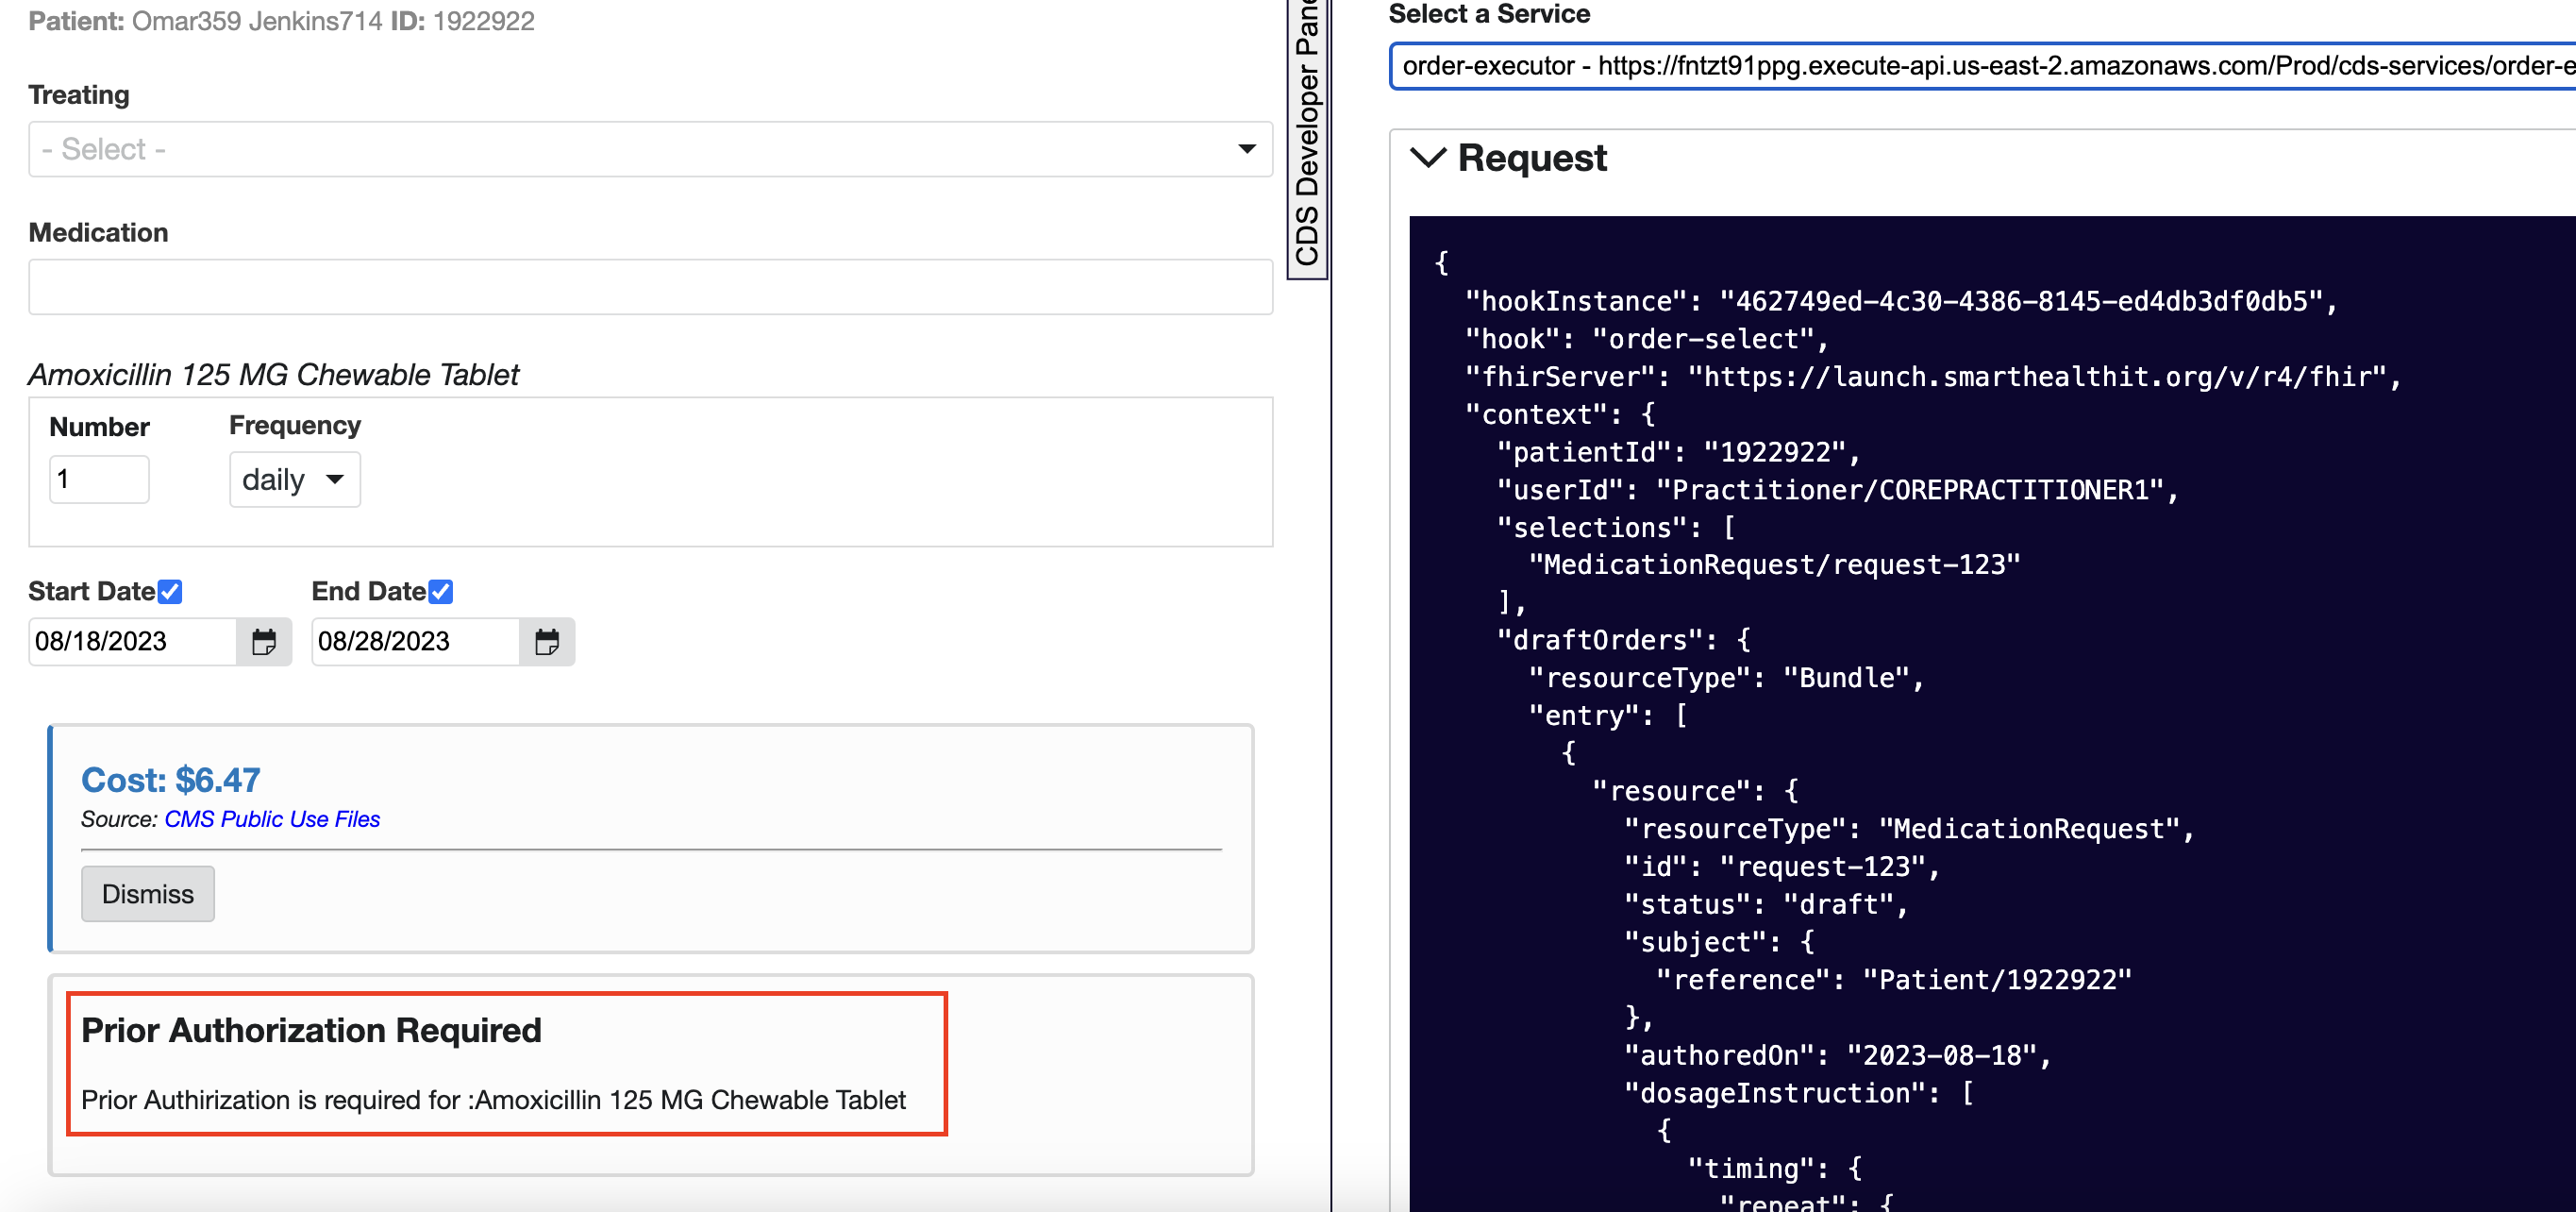 Patient: Omar359 Jenkins714 ID: 1922922
Treating
- Select -
Medication
Amoxicillin 125 MG Chewable Tablet
Number Frequency
1 daily
Start Date End Date
08/18/2023 08/28/2023
Cost: $6.47
Source: CMS Public Use Files
Dismiss
Prior Authorization Required
Prior Authirization is required for :Amoxicillin 125 MG Chewable Tablet
CDS Developer Pane
Select a Service
order-executor - https://fntzt91ppg.execute-api.us-east-2.amazonaws.com/Prod/cds-services/order-e
Request
{
"hookInstance": "462749ed-4c30-4386-8145-ed4db3df0db5",
"hook": "order-select",
"fhirServer": "https://launch.smarthealthit.org/v/r4/fhir",
"context": {
"patientId": "1922922",
"userId": "Practitioner/COREPRACTITIONER1",
"selections": [
"MedicationRequest/request-123"
],
"draftOrders": {
"resourceType": "Bundle",
"entry": [
{
"resource": {
"resourceType": "MedicationRequest",
"id": "request-123",
"status": "draft",
"subject": {
"reference": "Patient/1922922"
},
"authoredOn": "2023-08-18",
"dosageInstruction": [
{
"timing": {
"repeat": {